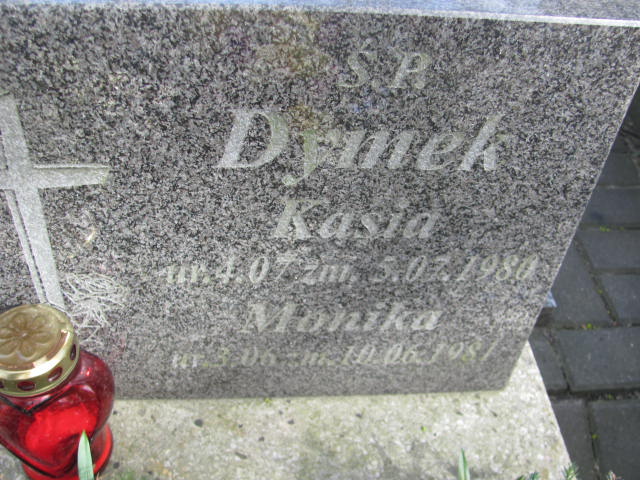 Ś.P.
Dymek
Kasia
ur.4.07.zm. 5.07.1980
Monika
ur.3.06.zm.10.06.1981